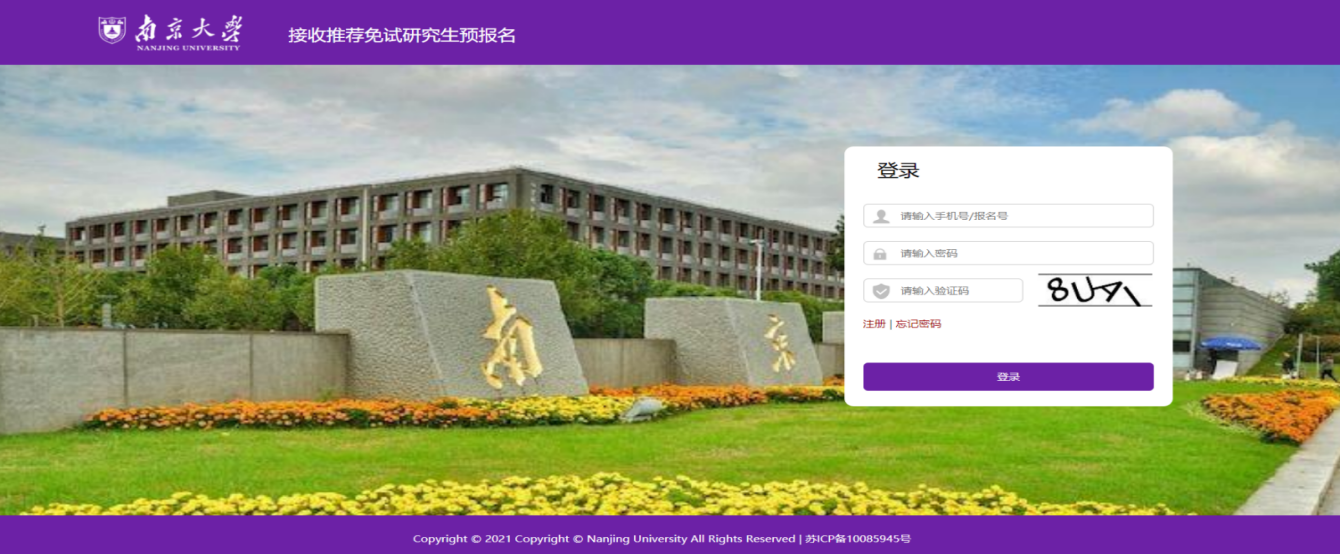 南京大学
NANJING UNIVERSITY
接收推荐免试研究生预报名
登录
请输入手机号/报名号
请输入密码
请输入验证码
注册 | 忘记密码
登录
南
京
Copyright © 2021 Copyright © Nanjing University All Rights Reserved | 苏ICP备10085945号